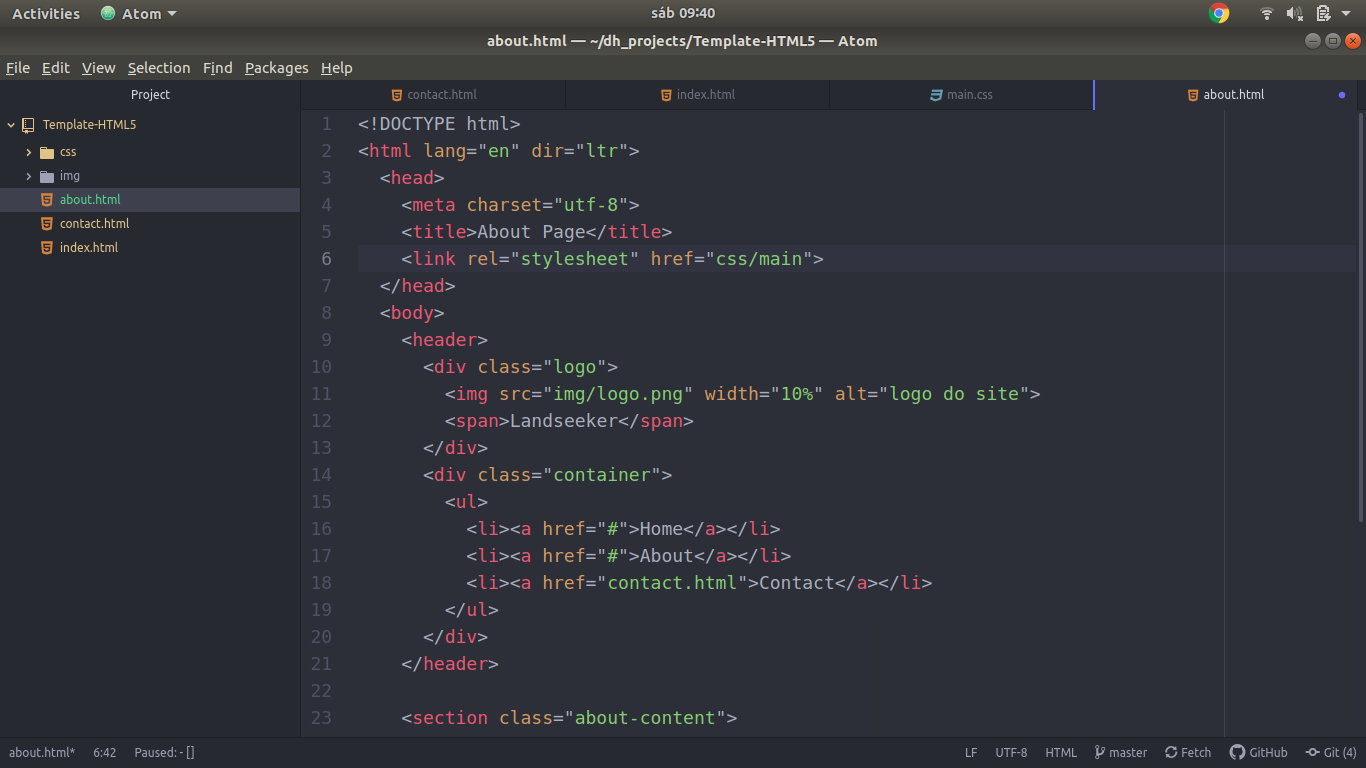 Activities Atom sáb 09:40
about.html — ~/dh_projects/Template-HTML5 — Atom
File Edit View Selection Find Packages Help
Project
Template-HTML5
css
img
about.html
contact.html
index.html
contact.html index.html main.css about.html
1 <!DOCTYPE html>
2 <html lang="en" dir="ltr">
3   <head>
4     <meta charset="utf-8">
5     <title>About Page</title>
6     <link rel="stylesheet" href="css/main">
7   </head>
8   <body>
9     <header>
10       <div class="logo">
11         <img src="img/logo.png" width="10%" alt="logo do site">
12         <span>Landseeker</span>
13       </div>
14       <div class="container">
15         <ul>
16           <li><a href="#">Home</a></li>
17           <li><a href="#">About</a></li>
18           <li><a href="contact.html">Contact</a></li>
19         </ul>
20       </div>
21     </header>
22
23     <section class="about-content">
about.html* 6:42 Paused: - [] LF UTF-8 HTML master Fetch GitHub Git (4)